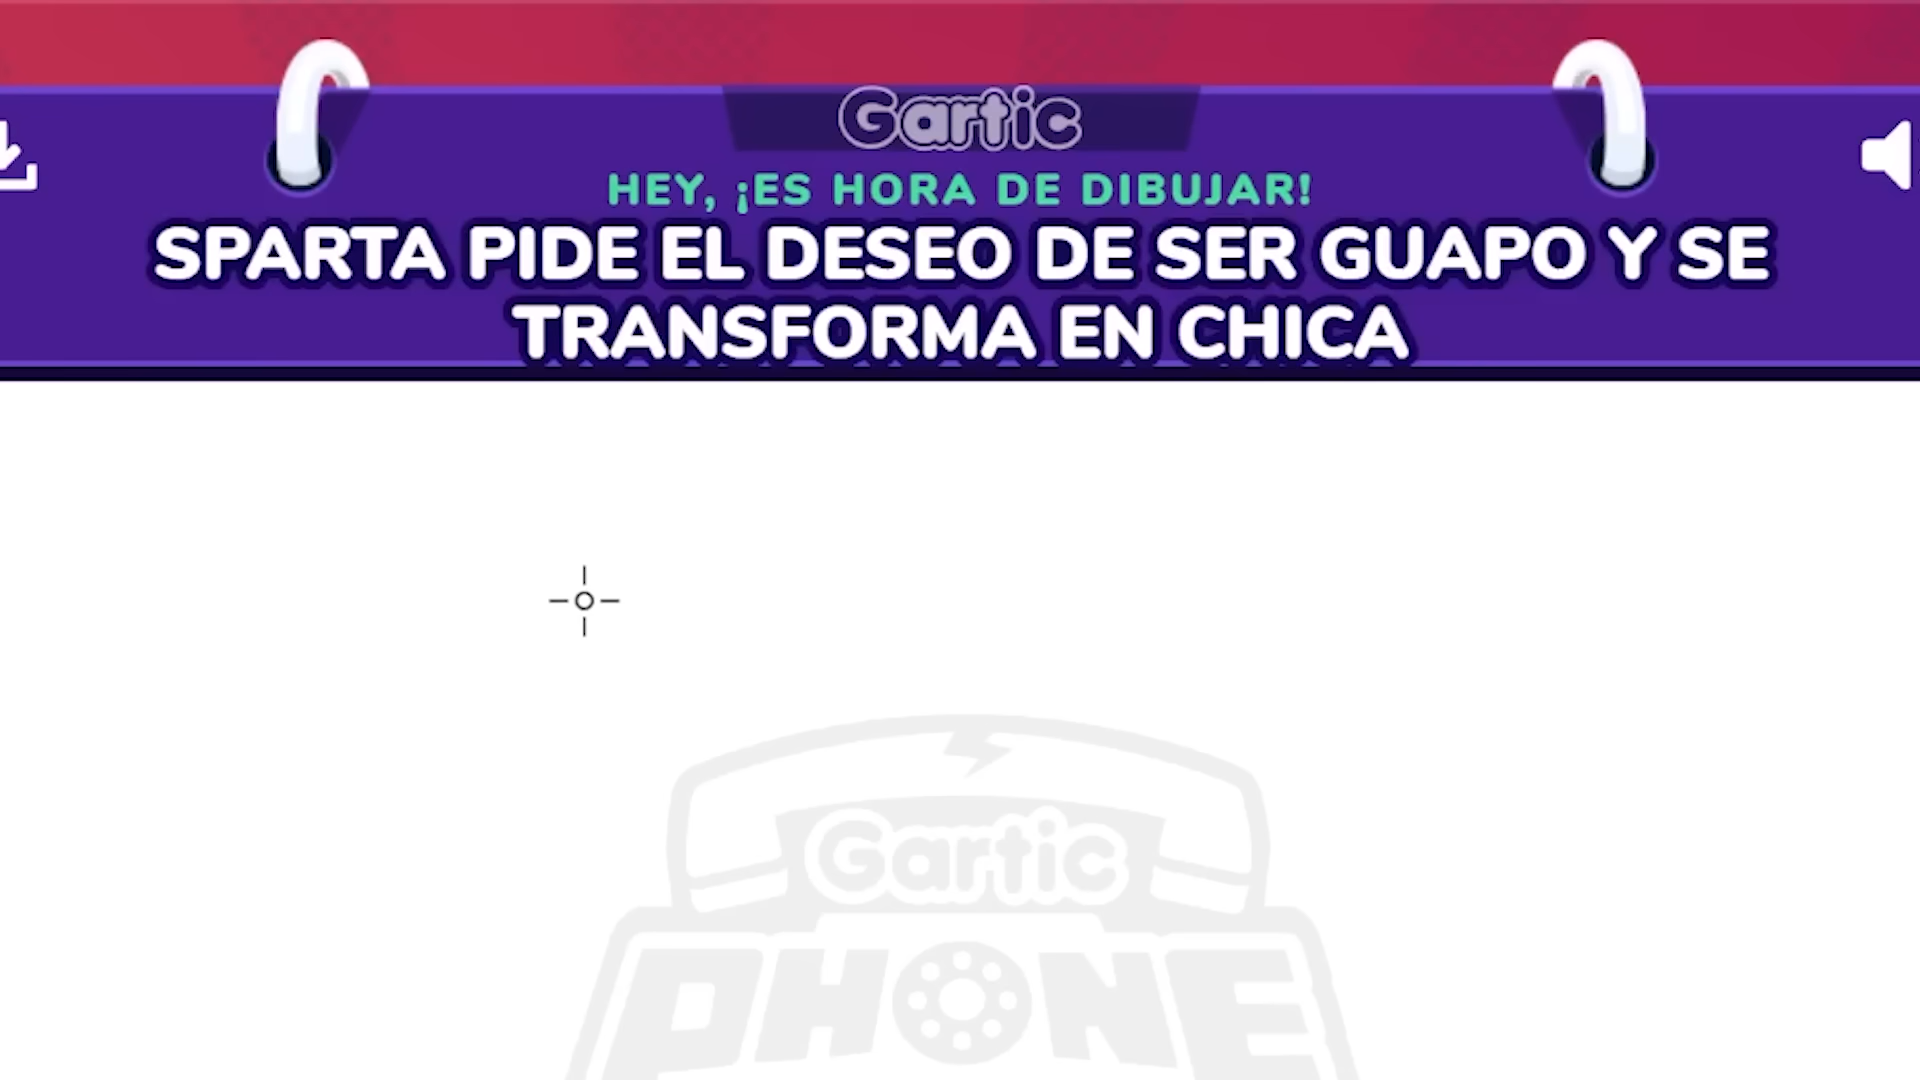 Gartic
HEY, ¡ES HORA DE DIBUJAR!
SPARTA PIDE EL DESEO DE SER GUAPO Y SE
TRANSFORMA EN CHICA
Gartic
PHONE